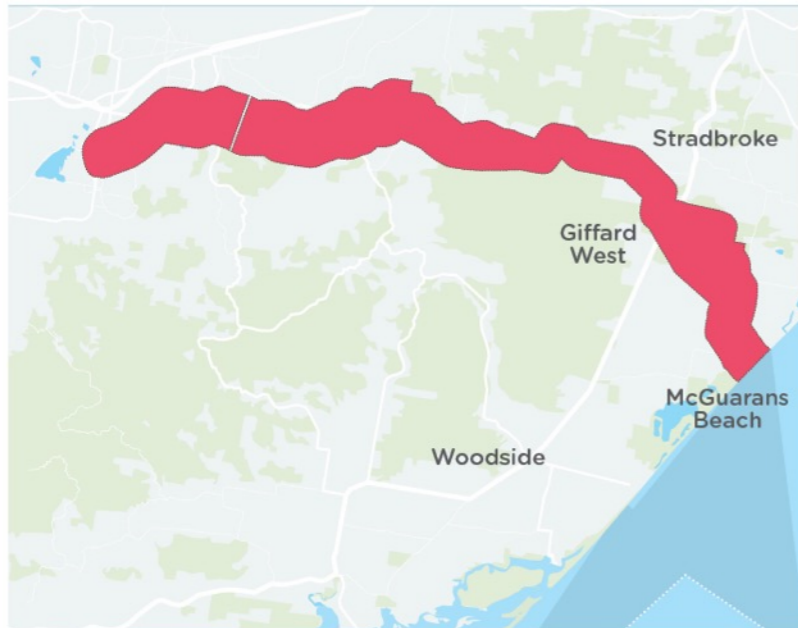 Stradbroke
Giffard
West
McGuarans
Beach
Woodside